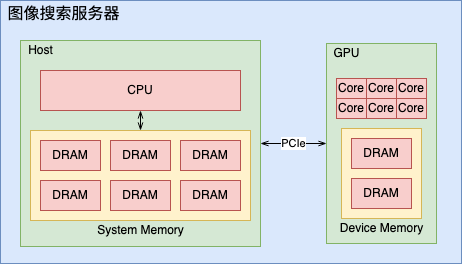 图像搜索服务器
Host
GPU
CPU
Core Core Core
Core Core Core
PCIe
DRAM DRAM DRAM
DRAM DRAM DRAM
System Memory
DRAM
DRAM
Device Memory